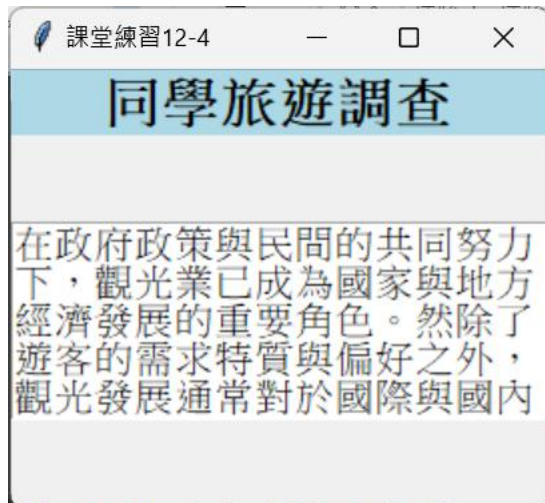 課堂練習12-4
同學旅遊調查
在政府政策與民間的共同努力
下，觀光業已成為國家與地方
經濟發展的重要角色。然除了
遊客的需求特質與偏好之外，
觀光發展通常對於國際與國內